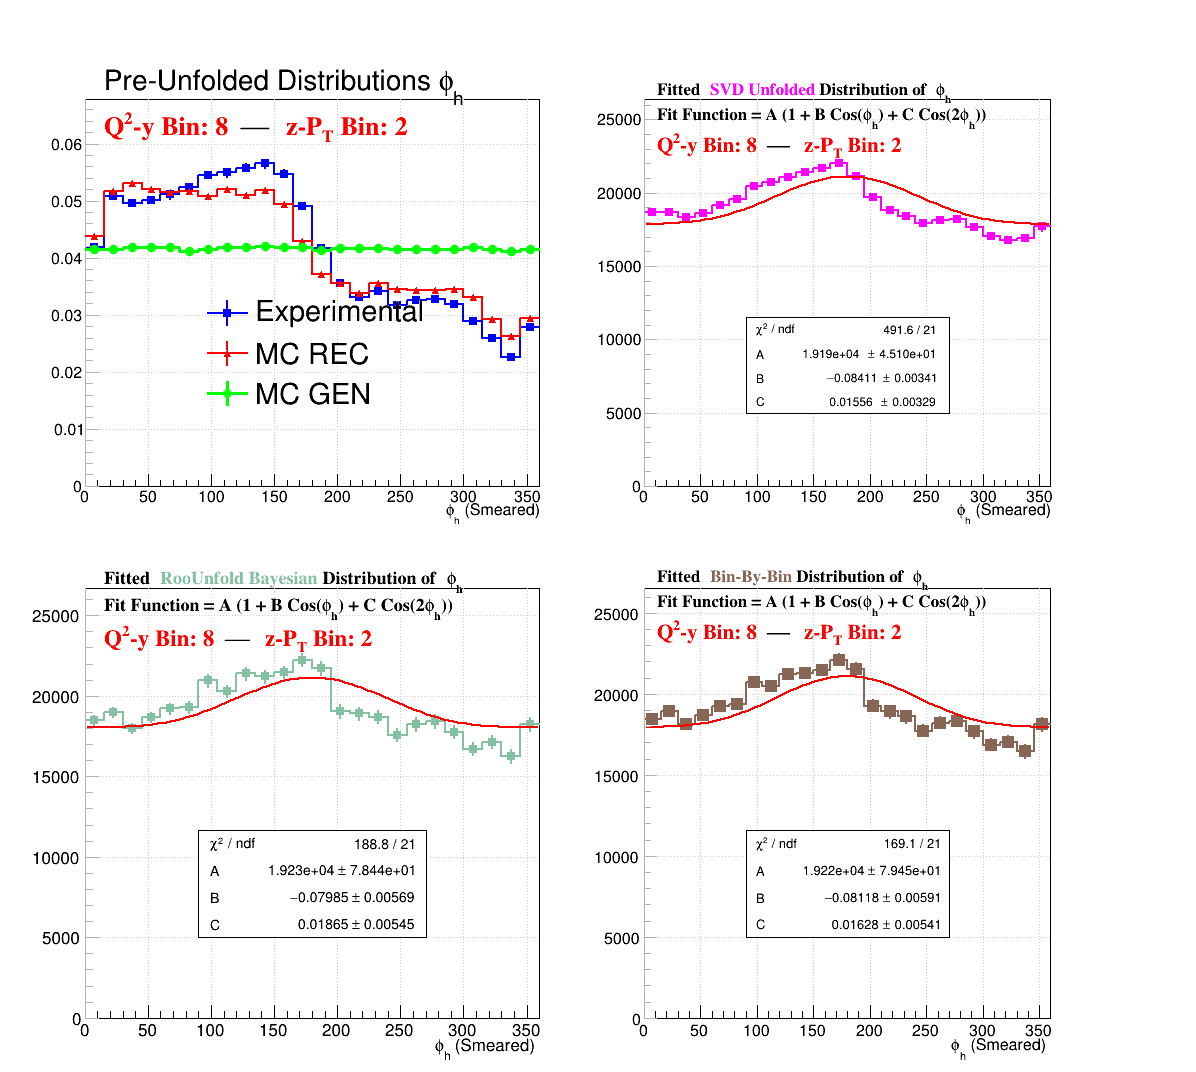 Pre-Unfolded Distributions ϕh
Q²-y Bin: 8 — z-PT Bin: 2
0.06
0.05
0.04
0.03
0.02
0.01
0
Experimental
MC REC
MC GEN
0 50 100 150 200 250 300 350
ϕh (Smeared)
Fitted SVD Unfolded Distribution of ϕh
Fit Function = A (1 + B Cos(ϕh) + C Cos(2ϕh))
Q²-y Bin: 8 — z-PT Bin: 2
25000
20000
15000
10000
5000
0
χ² / ndf 491.6 / 21
A 1.919e+04 ± 4.510e+01
B −0.08411 ± 0.00341
C 0.01556 ± 0.00329
0 50 100 150 200 250 300 350
ϕh (Smeared)
Fitted RooUnfold Bayesian Distribution of ϕh
Fit Function = A (1 + B Cos(ϕh) + C Cos(2ϕh))
Q²-y Bin: 8 — z-PT Bin: 2
25000
20000
15000
10000
5000
0
χ² / ndf 188.8 / 21
A 1.923e+04 ± 7.844e+01
B −0.07985 ± 0.00569
C 0.01865 ± 0.00545
0 50 100 150 200 250 300 350
ϕh (Smeared)
Fitted Bin-By-Bin Distribution of ϕh
Fit Function = A (1 + B Cos(ϕh) + C Cos(2ϕh))
Q²-y Bin: 8 — z-PT Bin: 2
25000
20000
15000
10000
5000
0
χ² / ndf 169.1 / 21
A 1.922e+04 ± 7.945e+01
B −0.08118 ± 0.00591
C 0.01628 ± 0.00541
0 50 100 150 200 250 300 350
ϕh (Smeared)